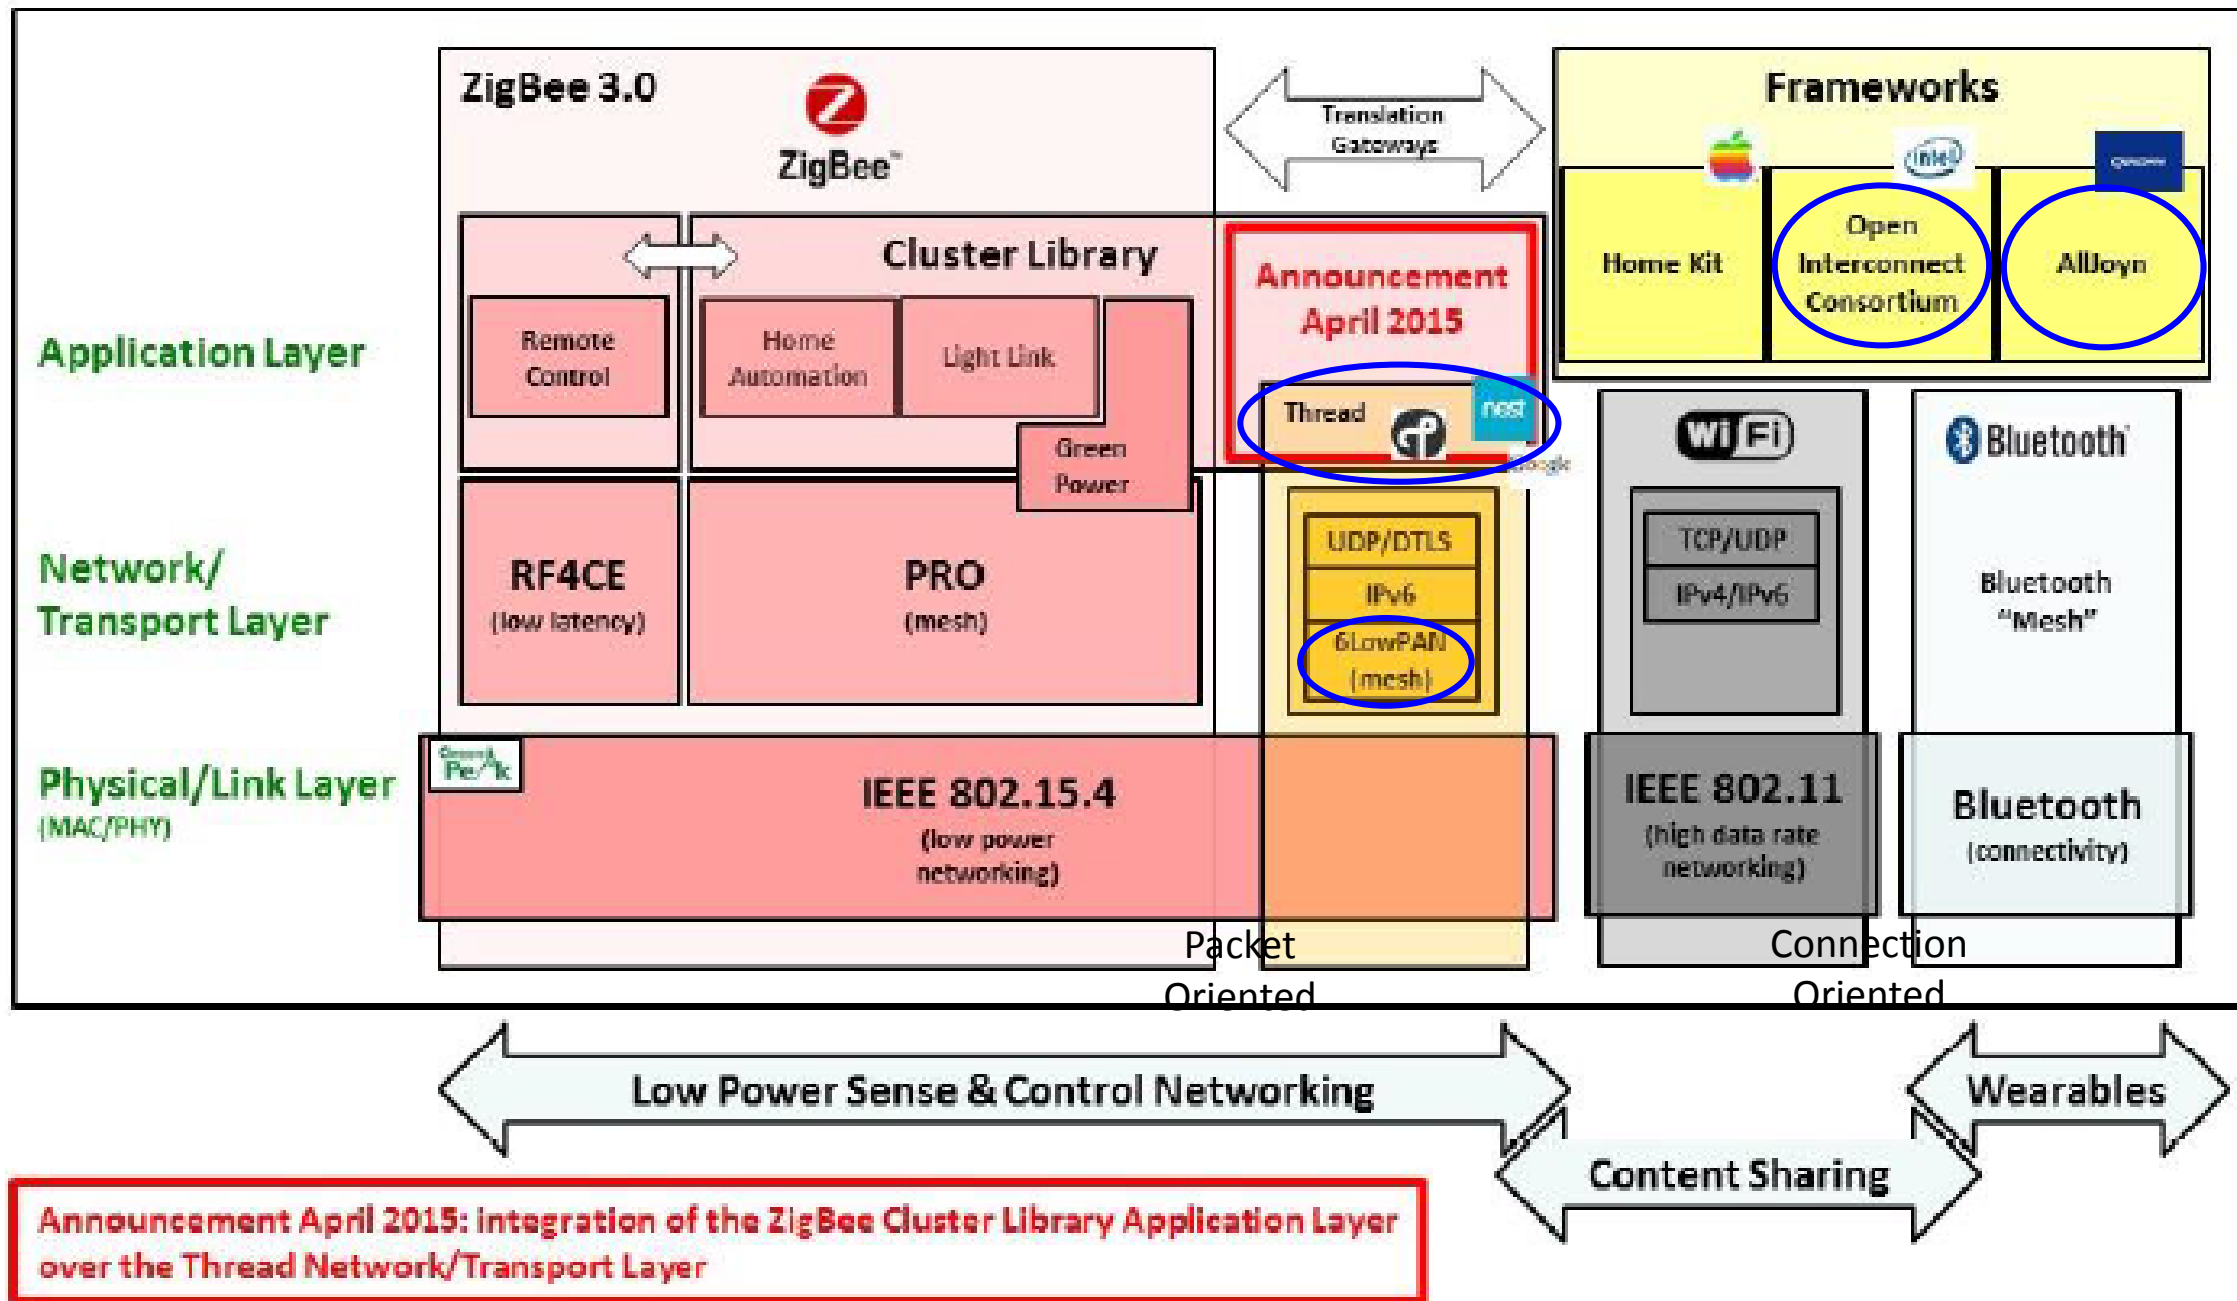 ZigBee 3.0
ZigBee™
Translation
Gateways
Frameworks
intel
Home Kit
Open
Interconnect
Consortium
AllJoyn
Cluster Library
Announcement
April 2015
Application Layer
Remote
Control
Home
Automation
Light Link
Green
Power
Thread
nest
Google
WiFi
Bluetooth
Network/
Transport Layer
RF4CE
(low latency)
PRO
(mesh)
UDP/DTLS
IPv6
6LowPAN
(mesh)
TCP/UDP
IPv4/IPv6
Bluetooth
“Mesh”
Physical/Link Layer
(MAC/PHY)
IEEE 802.15.4
(low power
networking)
IEEE 802.11
(high data rate
networking)
Bluetooth
(connectivity)
Packet
Oriented
Connection
Oriented
Low Power Sense & Control Networking
Wearables
Content Sharing
Announcement April 2015: integration of the ZigBee Cluster Library Application Layer
over the Thread Network/Transport Layer